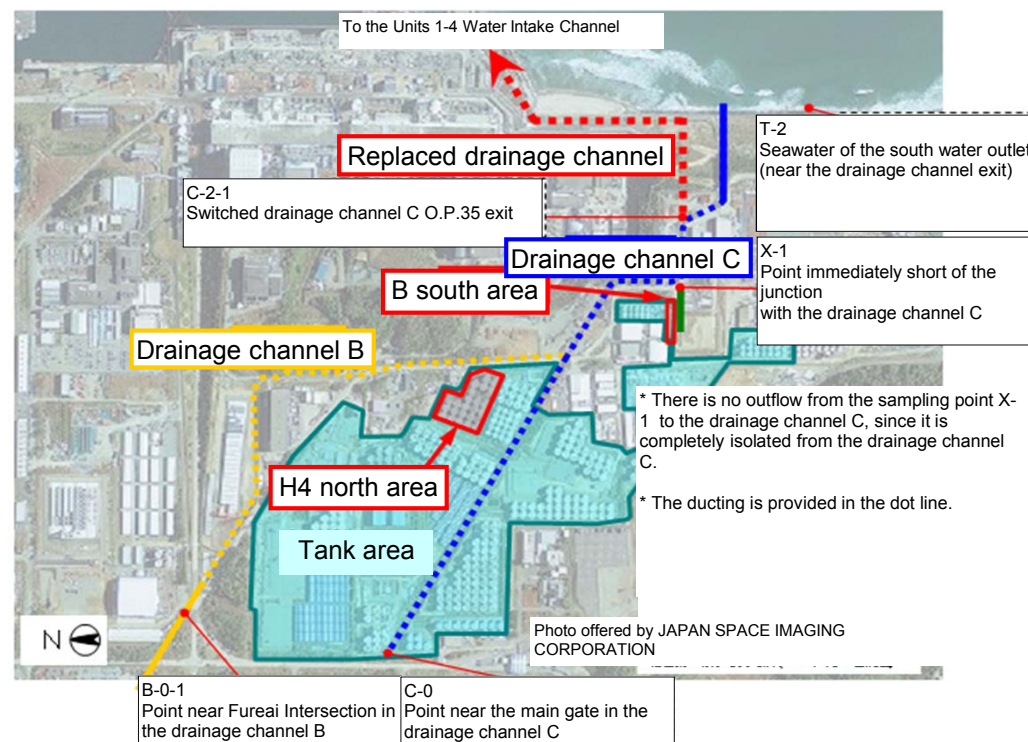 To the Units 1-4 Water Intake Channel
Replaced drainage channel
T-2
Seawater of the south water outlet
(near the drainage channel exit)
C-2-1
Switched drainage channel C O.P.35 exit
Drainage channel C
X-1
Point immediately short of the
junction
with the drainage channel C
B south area
Drainage channel B
* There is no outflow from the sampling point X-
1 to the drainage channel C, since it is
completely isolated from the drainage channel
C.
* The ducting is provided in the dot line.
H4 north area
Tank area
N
Photo offered by JAPAN SPACE IMAGING
CORPORATION
B-0-1
Point near Fureai Intersection in
the drainage channel B
C-0
Point near the main gate in the
drainage channel C